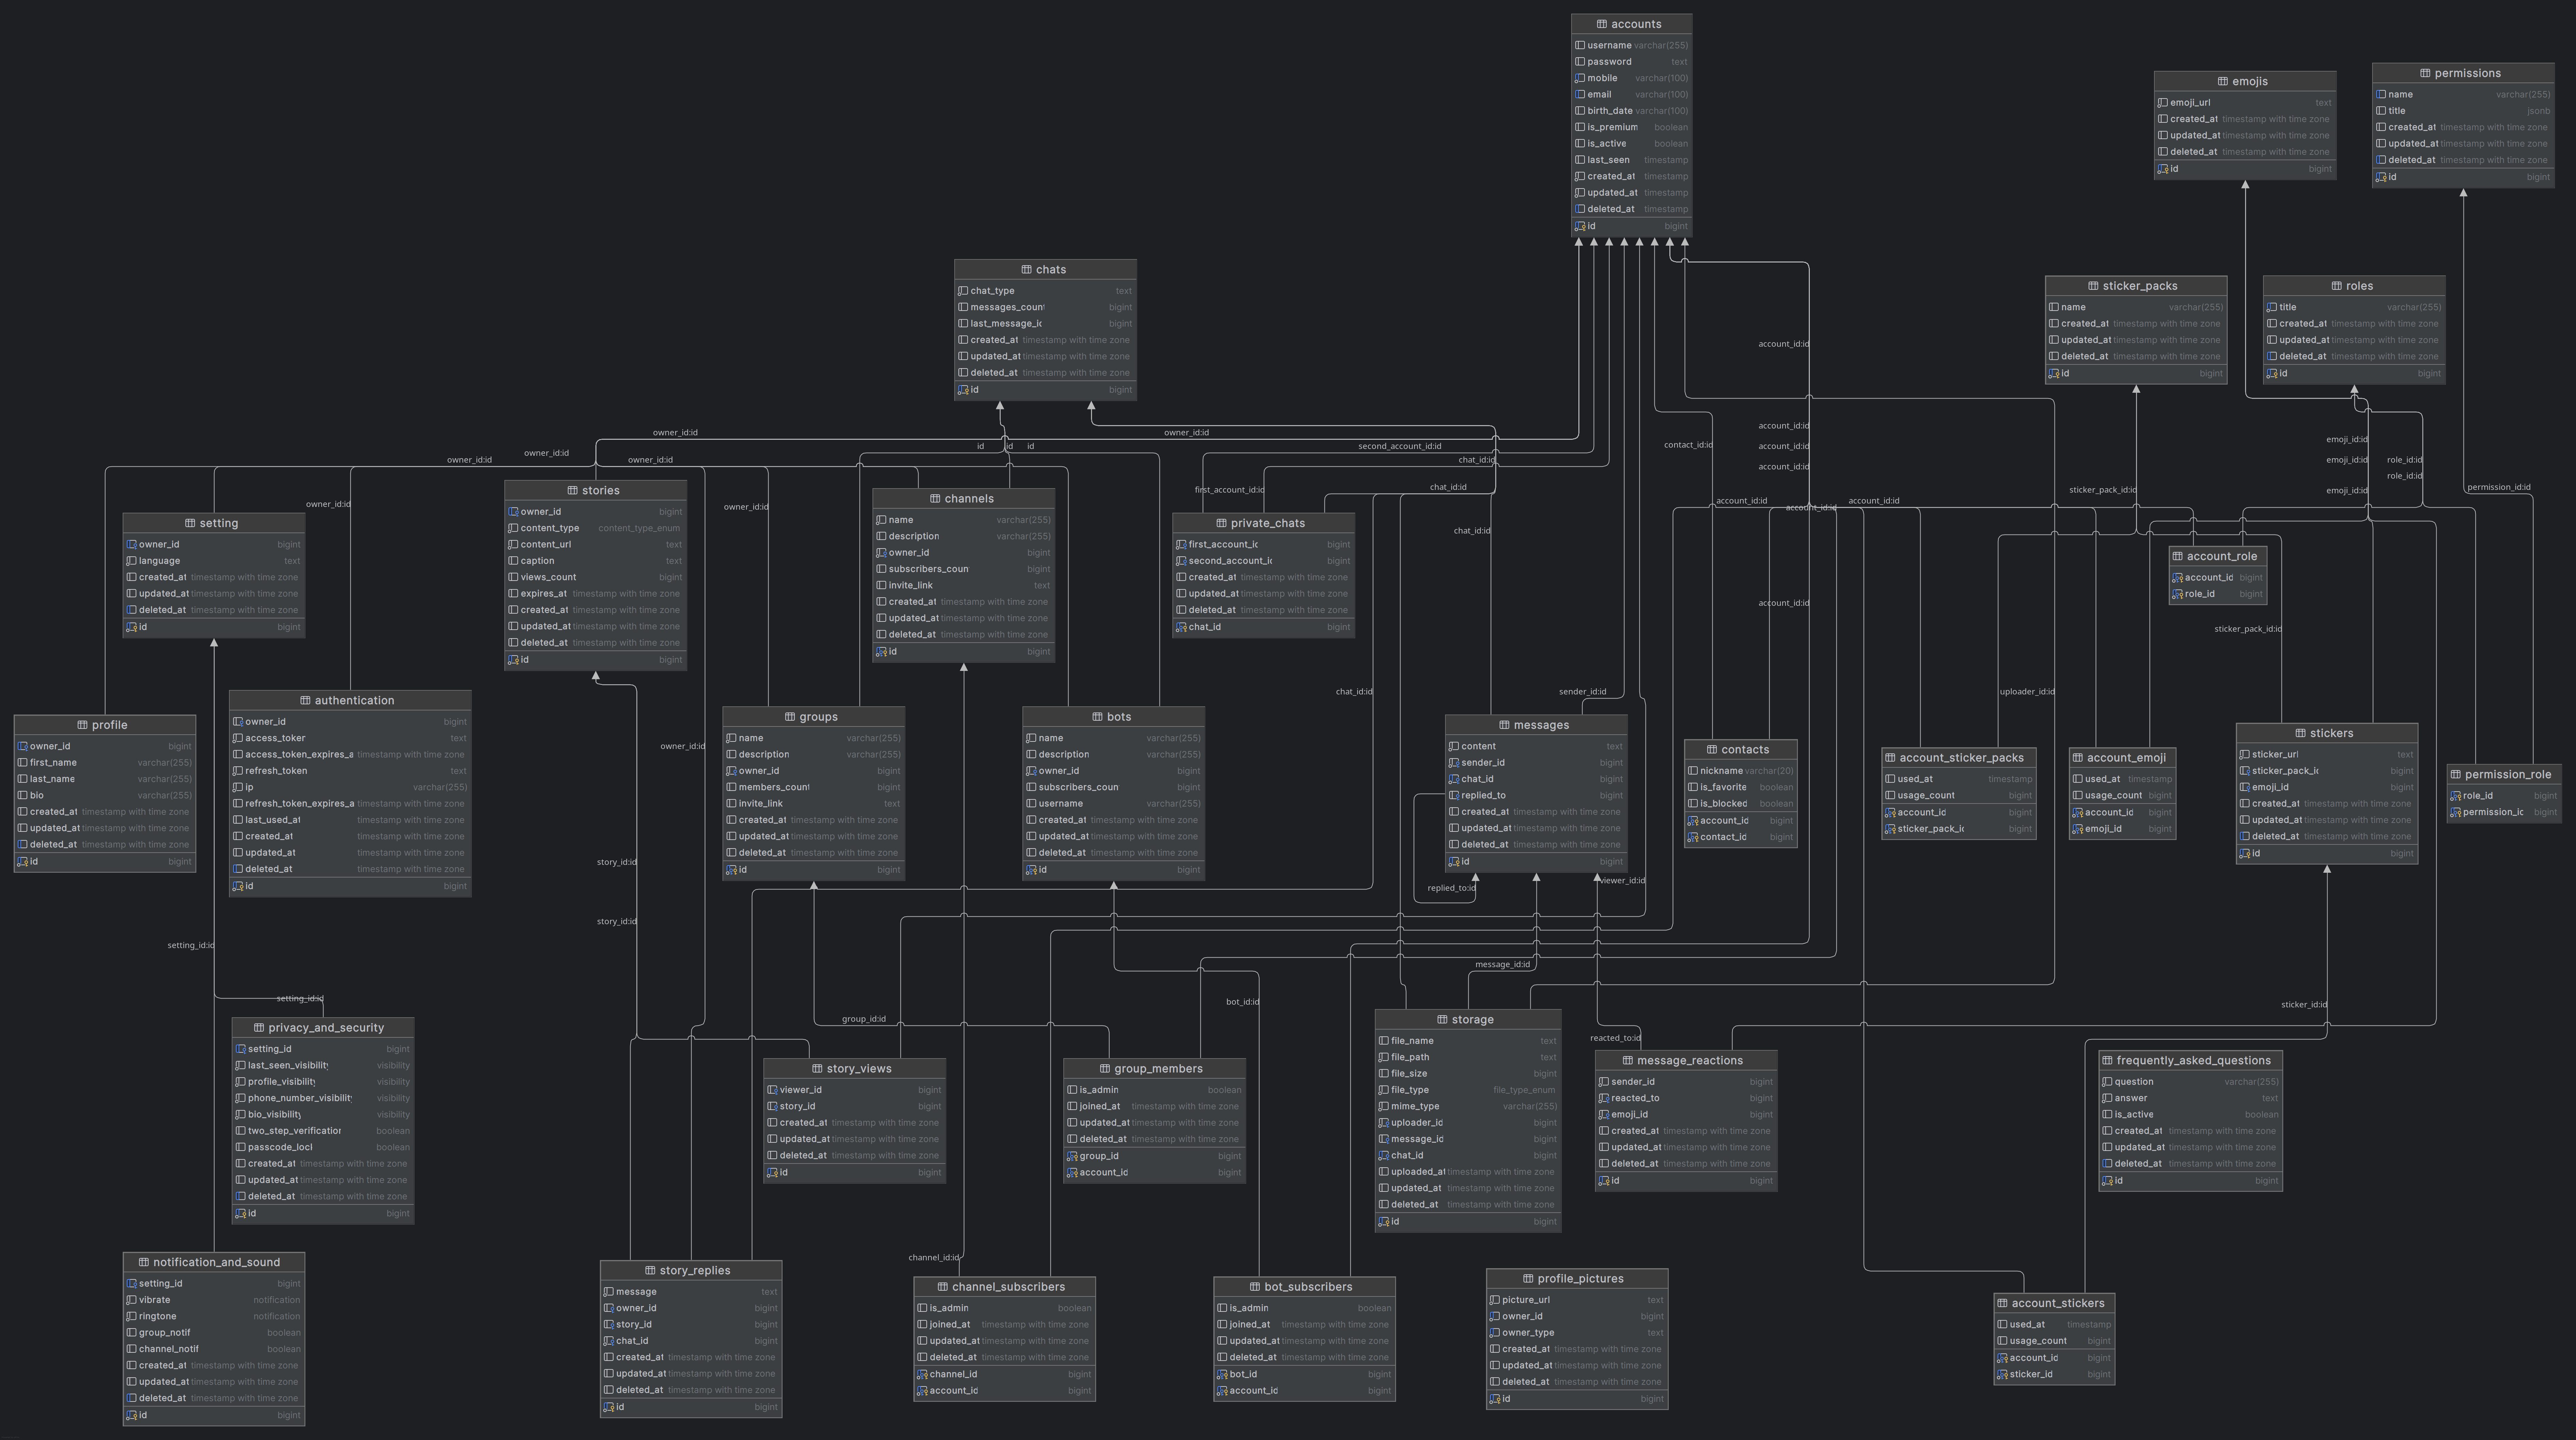 accounts
username varchar(255)
password text
mobile varchar(100)
email varchar(100)
birth_date varchar(100)
is_premium boolean
is_active boolean
last_seen timestamp
created_at timestamp
updated_at timestamp
deleted_at timestamp
id bigint
emojis
emoji_url text
created_at timestamp with time zone
updated_at timestamp with time zone
deleted_at timestamp with time zone
id bigint
permissions
name varchar(255)
title jsonb
created_at timestamp with time zone
updated_at timestamp with time zone
deleted_at timestamp with time zone
id bigint
chats
chat_type text
messages_coun bigint
last_message_ic bigint
created_at timestamp with time zone
updated_at timestamp with time zone
deleted_at timestamp with time zone
id bigint
sticker_packs
name varchar(255)
created_at timestamp with time zone
updated_at timestamp with time zone
deleted_at timestamp with time zone
id bigint
roles
title varchar(255)
created_at timestamp with time zone
updated_at timestamp with time zone
deleted_at timestamp with time zone
id bigint
account_id:id
owner_id:id
owner_id:id
account_id:id
owner_id:id
owner_id:id
owner_id:id
id
id
id
second_account_id:id
chat_id:id
contact_id:id
account_id:id
account_id:id
emoji_id:id
emoji_id:id
role_id:id
role_id:id
first_account_id:id
chat_id:id
sticker_pack_id:id
emoji_id:id
permission_id:id
owner_id:id
owner_id:id
account_id:id
account_id:id
account_id:id
chat_id:id
account_id:id
setting
owner_id bigint
language text
created_at timestamp with time zone
updated_at timestamp with time zone
deleted_at timestamp with time zone
id bigint
stories
owner_id bigint
content_type content_type_enum
content_url text
caption text
views_count bigint
expires_at timestamp with time zone
created_at timestamp with time zone
updated_at timestamp with time zone
deleted_at timestamp with time zone
id bigint
channels
name varchar(255)
description varchar(255)
owner_id bigint
subscribers_coun bigint
invite_link text
created_at timestamp with time zone
updated_at timestamp with time zone
deleted_at timestamp with time zone
id bigint
private_chats
first_account_ic bigint
second_account_ic bigint
created_at timestamp with time zone
updated_at timestamp with time zone
deleted_at timestamp with time zone
chat_id bigint
account_role
account_id bigint
role_id bigint
sticker_pack_id:id
chat_id:id
sender_id:id
uploader_id:id
owner_id:id
profile
owner_id bigint
first_name varchar(255)
last_name varchar(255)
bio varchar(255)
created_at timestamp with time zone
updated_at timestamp with time zone
deleted_at timestamp with time zone
id bigint
authentication
owner_id bigint
access_token text
access_token_expires_a timestamp with time zone
refresh_token text
ip varchar(255)
refresh_token_expires_a timestamp with time zone
last_used_at timestamp with time zone
created_at timestamp with time zone
updated_at timestamp with time zone
deleted_at timestamp with time zone
id bigint
groups
name varchar(255)
description varchar(255)
owner_id bigint
members_coun bigint
invite_link text
created_at timestamp with time zone
updated_at timestamp with time zone
deleted_at timestamp with time zone
id bigint
bots
name varchar(255)
description varchar(255)
owner_id bigint
subscribers_coun bigint
username varchar(255)
created_at timestamp with time zone
updated_at timestamp with time zone
deleted_at timestamp with time zone
id bigint
messages
content text
sender_id bigint
chat_id bigint
replied_to bigint
created_at timestamp with time zone
updated_at timestamp with time zone
deleted_at timestamp with time zone
id bigint
contacts
nickname varchar(20)
is_favorite boolean
is_blocked boolean
account_id bigint
contact_id bigint
account_sticker_packs
used_at timestamp
usage_count bigint
account_id bigint
sticker_pack_ic bigint
account_emoji
used_at timestamp
usage_count bigint
account_id bigint
emoji_id bigint
stickers
sticker_url text
sticker_pack_ic bigint
emoji_id bigint
created_at timestamp with time zone
updated_at timestamp with time zone
deleted_at timestamp with time zone
id bigint
permission_role
role_id bigint
permission_ic bigint
story_id:id
replied_to:id
viewer_id:id
story_id:id
setting_id:id
message_id:id
setting_id:id
bot_id:id
sticker_id:id
group_id:id
reacted_to:id
privacy_and_security
setting_id bigint
last_seen_visibility visibility
profile_visibility visibility
phone_number_visibilit visibility
bio_visibility visibility
two_step_verification boolean
passcode_locl boolean
created_at timestamp with time zone
updated_at timestamp with time zone
deleted_at timestamp with time zone
id bigint
story_views
viewer_id bigint
story_id bigint
created_at timestamp with time zone
updated_at timestamp with time zone
deleted_at timestamp with time zone
id bigint
group_members
is_admin boolean
joined_at timestamp with time zone
updated_at timestamp with time zone
deleted_at timestamp with time zone
group_id bigint
account_id bigint
storage
file_name text
file_path text
file_size bigint
file_type file_type_enum
mime_type varchar(255)
uploader_id bigint
message_id bigint
chat_id bigint
uploaded_at timestamp with time zone
updated_at timestamp with time zone
deleted_at timestamp with time zone
id bigint
message_reactions
sender_id bigint
reacted_to bigint
emoji_id bigint
created_at timestamp with time zone
updated_at timestamp with time zone
deleted_at timestamp with time zone
id bigint
frequently_asked_questions
question varchar(255)
answer text
is_active boolean
created_at timestamp with time zone
updated_at timestamp with time zone
deleted_at timestamp with time zone
id bigint
channel_id:id
notification_and_sound
setting_id bigint
vibrate notification
ringtone notification
group_notif boolean
channel_notif boolean
created_at timestamp with time zone
updated_at timestamp with time zone
deleted_at timestamp with time zone
id bigint
story_replies
message text
owner_id bigint
story_id bigint
chat_id bigint
created_at timestamp with time zone
updated_at timestamp with time zone
deleted_at timestamp with time zone
id bigint
channel_subscribers
is_admin boolean
joined_at timestamp with time zone
updated_at timestamp with time zone
deleted_at timestamp with time zone
channel_id bigint
account_id bigint
bot_subscribers
is_admin boolean
joined_at timestamp with time zone
updated_at timestamp with time zone
deleted_at timestamp with time zone
bot_id bigint
account_id bigint
profile_pictures
picture_url text
owner_id bigint
owner_type text
created_at timestamp with time zone
updated_at timestamp with time zone
deleted_at timestamp with time zone
id bigint
account_stickers
used_at timestamp
usage_count bigint
account_id bigint
sticker_id bigint